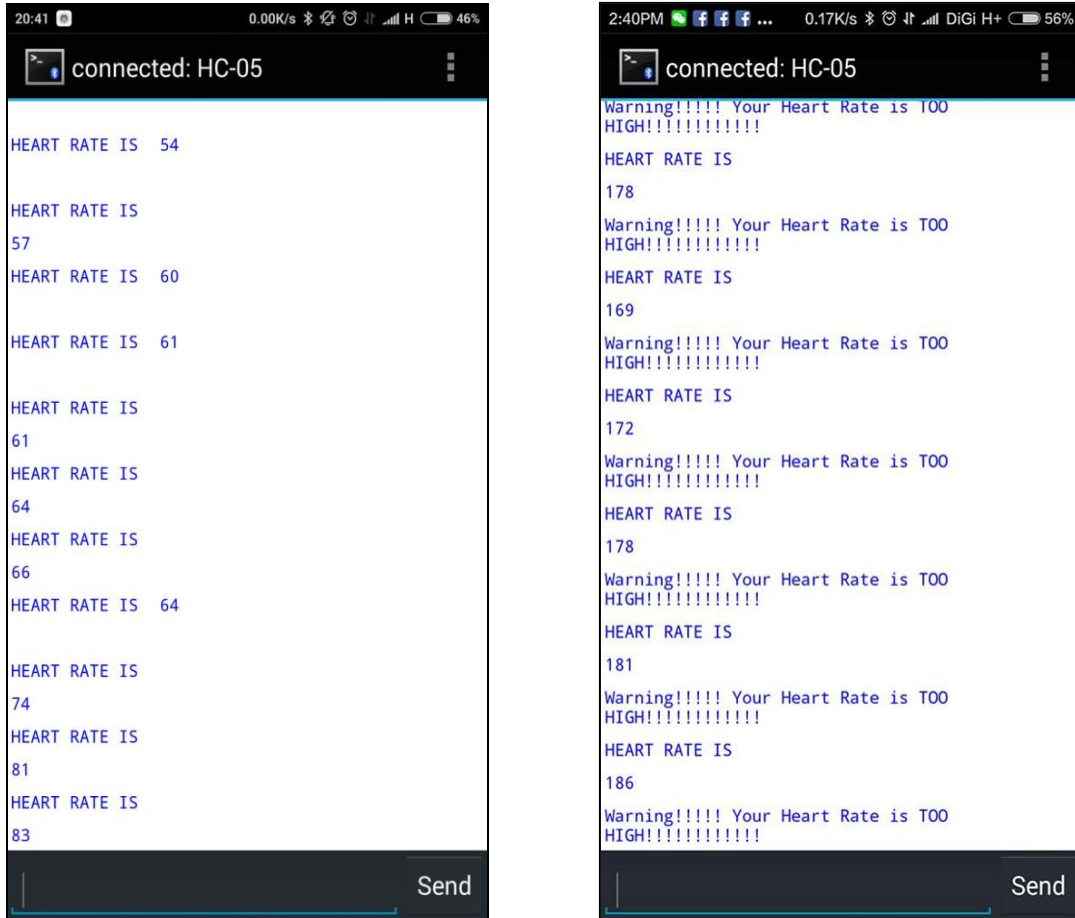 20:41 0.00K/s H 46%
connected: HC-05
HEART RATE IS 54
HEART RATE IS
57
HEART RATE IS 60
HEART RATE IS 61
HEART RATE IS
61
HEART RATE IS
64
HEART RATE IS
66
HEART RATE IS 64
HEART RATE IS
74
HEART RATE IS
81
HEART RATE IS
83
Send
2:40PM ... 0.17K/s DiGi H+ 56%
connected: HC-05
Warning!!!!! Your Heart Rate is TOO
HIGH!!!!!!!!!!!!
HEART RATE IS
178
Warning!!!!! Your Heart Rate is TOO
HIGH!!!!!!!!!!!!
HEART RATE IS
169
Warning!!!!! Your Heart Rate is TOO
HIGH!!!!!!!!!!!!
HEART RATE IS
172
Warning!!!!! Your Heart Rate is TOO
HIGH!!!!!!!!!!!!
HEART RATE IS
178
Warning!!!!! Your Heart Rate is TOO
HIGH!!!!!!!!!!!!
HEART RATE IS
181
Warning!!!!! Your Heart Rate is TOO
HIGH!!!!!!!!!!!!
HEART RATE IS
186
Warning!!!!! Your Heart Rate is TOO
HIGH!!!!!!!!!!!!
Send